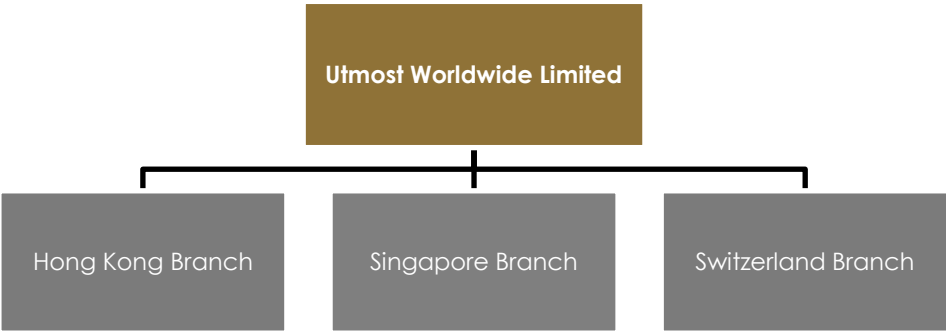 Utmost Worldwide Limited
Hong Kong Branch
Singapore Branch
Switzerland Branch